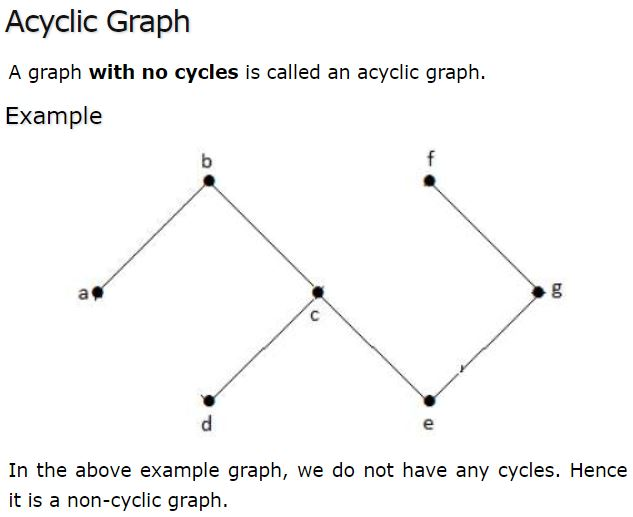 Acyclic Graph
A graph with no cycles is called an acyclic graph.
Example
b
f
a
g
c
d
e
In the above example graph, we do not have any cycles. Hence
it is a non-cyclic graph.